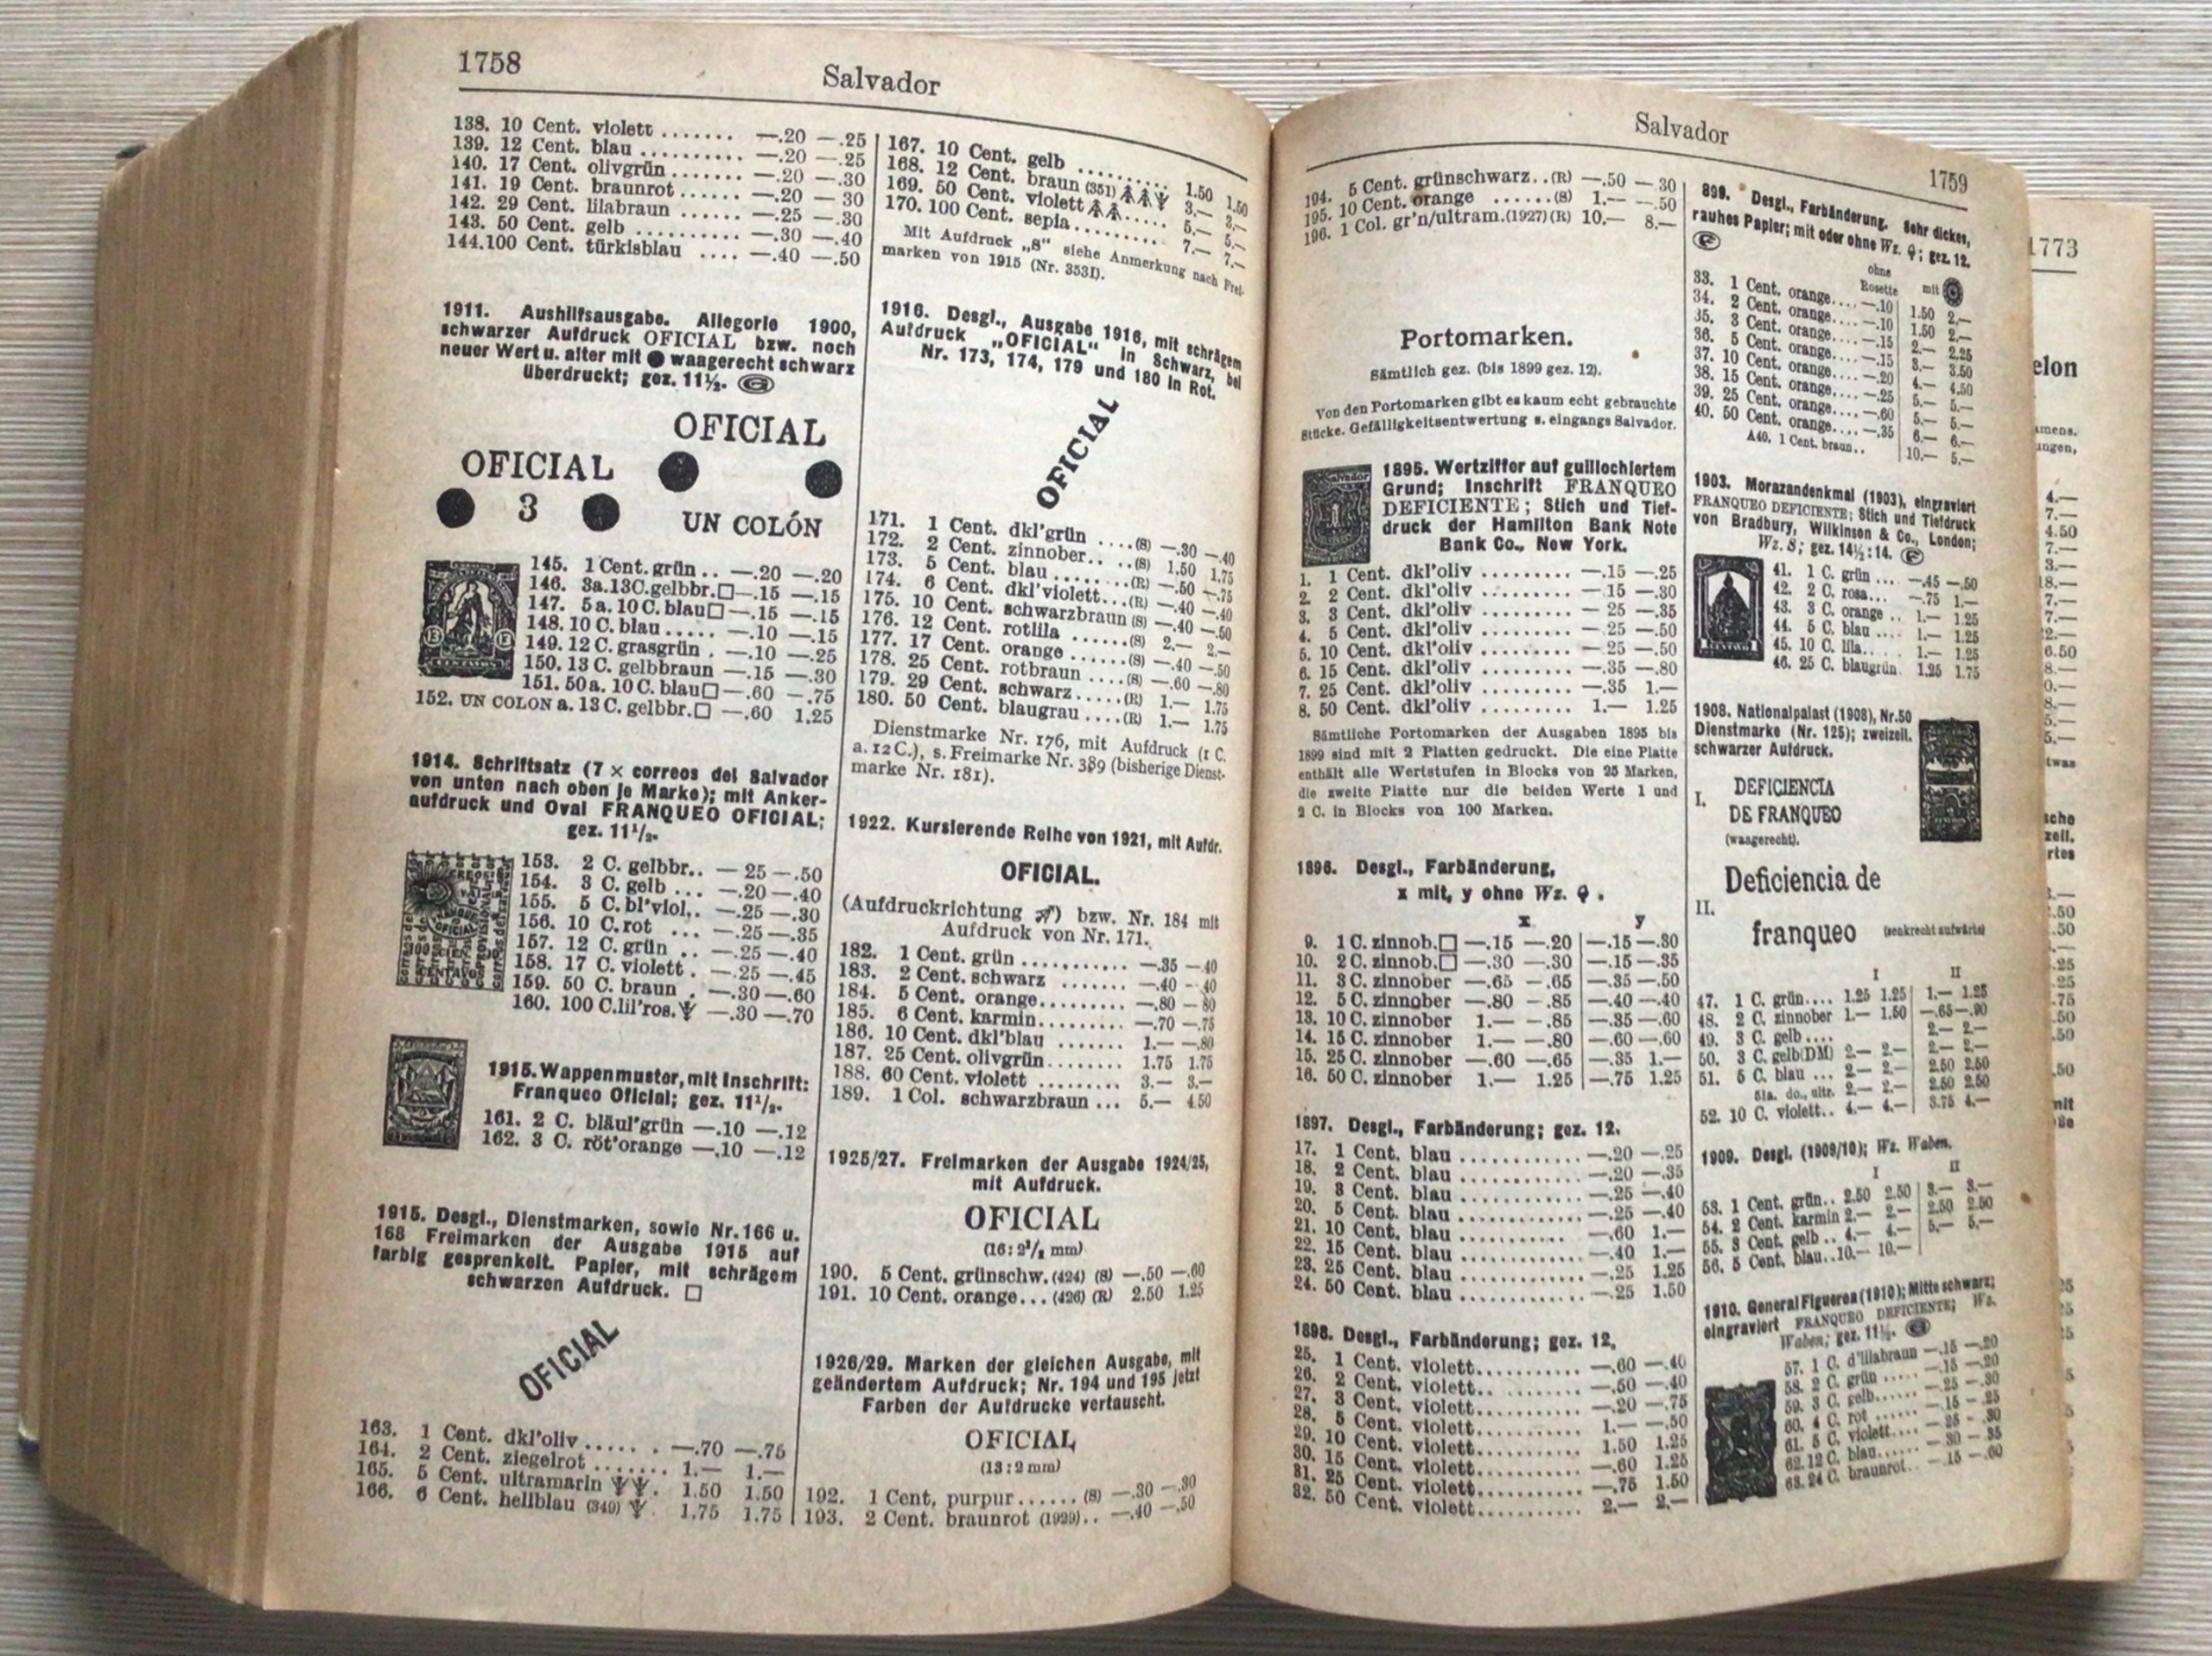 1758
Salvador
138. 10 Cent. violett ....... —.20 —.25
139. 12 Cent. blau .......... —.20 —.25
140. 17 Cent. olivgrün ....... —.20 —.30
141. 19 Cent. braunrot ...... —.20 — 30
142. 29 Cent. lilabraun ...... —.25 —.30
143. 50 Cent. gelb .......... —.30 —.40
144.100 Cent. türkisblau .... —.40 —.50
1911. Aushilfsausgabe. Allegorie 1900,
schwarzer Aufdruck OFICIAL bzw. noch
neuer Wert u. alter mit ● waagerecht schwarz
überdruckt; gez. 11½. Ⓖ
OFICIAL
OFICIAL
3
UN COLÓN
145. 1 Cent. grün .. —.20 —.20
146. 3a.13C.gelbbr.□—.15 —.15
147. 5 a. 10 C. blau□—.15 —.15
148. 10 C. blau ..... —.10 —.15
149. 12 C. grasgrün . —.10 —.25
150. 13 C. gelbbraun —.15 —.30
151. 50 a. 10 C. blau□—.60 —.75
152. UN COLON a. 13 C. gelbbr.□ —.60 1.25
1914. Schriftsatz (7 × correos del Salvador
von unten nach oben je Marke); mit Anker-
aufdruck und Oval FRANQUEO OFICIAL;
gez. 11¹/₂.
153. 2 C. gelbbr.. — 25 —.50
154. 3 C. gelb ... —.20 —.40
155. 5 C. bl'viol.. —.25 —.30
156. 10 C. rot ... —.25 —.35
157. 12 C. grün .. —.25 —.40
158. 17 C. violett . —.25 —.45
159. 50 C. braun . —.30 —.60
160. 100 C.lil'ros. —.30 —.70
1915. Wappenmuster, mit Inschrift:
Franqueo Oficial; gez. 11¹/₂.
161. 2 C. bläul'grün —.10 —.12
162. 3 C. röt'orange —.10 —.12
1915. Desgl., Dienstmarken, sowie Nr. 166 u.
168 Freimarken der Ausgabe 1915 auf
farbig gesprenkelt. Papier, mit schrägem
schwarzen Aufdruck. □
OFICIAL
163. 1 Cent. dkl'oliv ...... . —.70 —.75
164. 2 Cent. ziegelrot ....... 1.— 1.—
165. 5 Cent. ultramarin . 1.50 1.50
166. 6 Cent. hellblau (349) . 1.75 1.75
167. 10 Cent. gelb .......... 1.50 1.50
168. 12 Cent. braun (351) 3.— 3.—
169. 50 Cent. violett ..... 5.— 5.—
170. 100 Cent. sepia ......... 7.— 7.—
Mit Aufdruck „S“ siehe Anmerkung nach Frei-
marken von 1915 (Nr. 353I).
1916. Desgl., Ausgabe 1916, mit schrägem
Aufdruck „OFICIAL“ in Schwarz, bei
Nr. 173, 174, 179 und 180 in Rot.
OFICIAL
171. 1 Cent. dkl'grün ....(S) —.30 —.40
172. 2 Cent. zinnober.. ..(S) 1.50 1.75
173. 5 Cent. blau .......(R) —.50 —.75
174. 6 Cent. dkl'violett...(R) —.40 —.40
175. 10 Cent. schwarzbraun (S) —.40 —.50
176. 12 Cent. rotlila ......(S) 2.— 2.—
177. 17 Cent. orange ......(S) —.40 —.50
178. 25 Cent. rotbraun ....(S) —.60 —.80
179. 29 Cent. schwarz .....(R) 1.— 1.75
180. 50 Cent. blaugrau ....(R) 1.— 1.75
Dienstmarke Nr. 176, mit Aufdruck (1 C.
a. 12 C.), s. Freimarke Nr. 389 (bisherige Dienst-
marke Nr. 181).
1922. Kursierende Reihe von 1921, mit Aufdr.
OFICIAL.
(Aufdruckrichtung ) bzw. Nr. 184 mit
Aufdruck von Nr. 171.
182. 1 Cent. grün ........... —.35 —.40
183. 2 Cent. schwarz ....... —.40 —.40
184. 5 Cent. orange......... —.80 — 80
185. 6 Cent. karmin......... —.70 —.75
186. 10 Cent. dkl'blau ....... 1.— —.80
187. 25 Cent. olivgrün........ 1.75 1.75
188. 60 Cent. violett ......... 3.— 3.—
189. 1 Col. schwarzbraun ... 5.— 4.50
1925/27. Freimarken der Ausgabe 1924/25,
mit Aufdruck.
OFICIAL
(16 : 2¹/₂ mm)
190. 5 Cent. grünschw. (424) (S) —.50 —.60
191. 10 Cent. orange... (426) (R) 2.50 1.25
1926/29. Marken der gleichen Ausgabe, mit
geändertem Aufdruck; Nr. 194 und 195 jetzt
Farben der Aufdrucke vertauscht.
OFICIAL
(13 : 2 mm)
192. 1 Cent. purpur ...... (S) —.30 —.30
193. 2 Cent. braunrot (1929).. —.40 —.50
Salvador
1759
194. 5 Cent. grünschwarz..(R) —.50 — 30
195. 10 Cent. orange ......(S) 1.— —.50
196. 1 Col. gr'n/ultram.(1927)(R) 10.— 8.—
Portomarken.
Sämtlich gez. (bis 1899 gez. 12).
Von den Portomarken gibt es kaum echt gebrauchte
Stücke. Gefälligkeitsentwertung s. eingangs Salvador.
1895. Wertziffer auf guillochiertem
Grund; Inschrift FRANQUEO
DEFICIENTE; Stich und Tief-
druck der Hamilton Bank Note
Bank Co., New York.
1. 1 Cent. dkl'oliv ......... —.15 —.25
2. 2 Cent. dkl'oliv ......... —.15 —.30
3. 3 Cent. dkl'oliv ......... — 25 —.35
4. 5 Cent. dkl'oliv ......... —.25 —.50
5. 10 Cent. dkl'oliv ......... — 25 —.50
6. 15 Cent. dkl'oliv ......... —.35 —.80
7. 25 Cent. dkl'oliv ......... —.35 1.—
8. 50 Cent. dkl'oliv ......... 1.— 1.25
Sämtliche Portomarken der Ausgaben 1895 bis
1899 sind mit 2 Platten gedruckt. Die eine Platte
enthält alle Wertstufen in Blocks von 25 Marken,
die zweite Platte nur die beiden Werte 1 und
2 C. in Blocks von 100 Marken.
1896. Desgl., Farbänderung,
x mit, y ohne Wz. .
x y
9. 1 C. zinnob.□ —.15 —.20 —.15 —.30
10. 2 C. zinnob.□ —.30 —.30 —.15 —.35
11. 3 C. zinnober —.65 —.65 —.35 —.50
12. 5 C. zinnober —.80 —.85 —.40 —.40
13. 10 C. zinnober 1.— —.85 —.35 —.60
14. 15 C. zinnober 1.— —.80 —.60 —.60
15. 25 C. zinnober —.60 —.65 —.35 1.—
16. 50 C. zinnober 1.— 1.25 —.75 1.25
1897. Desgl., Farbänderung; gez. 12.
17. 1 Cent. blau ............ —.20 —.25
18. 2 Cent. blau ............ —.20 —.35
19. 3 Cent. blau ............ —.25 —.40
20. 5 Cent. blau ............ —.25 —.40
21. 10 Cent. blau ........... —.60 1.—
22. 15 Cent. blau ............ —.40 1.—
23. 25 Cent. blau ............ —.25 1.25
24. 50 Cent. blau ............ —.25 1.50
1898. Desgl., Farbänderung; gez. 12.
25. 1 Cent. violett........... —.60 —.40
26. 2 Cent. violett.. ........ —.50 —.40
27. 3 Cent. violett........... —.20 —.75
28. 5 Cent. violett........... 1.— —.50
29. 10 Cent. violett........... 1.50 1.25
30. 15 Cent. violett........... —.60 1.25
31. 25 Cent. violett........... —.75 1.50
32. 50 Cent. violett........... 2.— 2.—
899. Desgl., Farbänderung. Sehr dickes,
rauhes Papier; mit oder ohne Wz. ; gez. 12.
ohne
Rosette mit
33. 1 Cent. orange.... —.10 1.50 2.—
34. 2 Cent. orange.... —.10 1.50 2.—
35. 3 Cent. orange.... —.15 2.— 2.25
36. 5 Cent. orange.... —.15 3.— 3.50
37. 10 Cent. orange.... —.20 4.— 4.50
38. 15 Cent. orange.... —.25 5.— 5.—
39. 25 Cent. orange.... —.60 5.— 5.—
40. 50 Cent. orange.... —.35 6.— 6.—
A40. 1 Cent. braun.. 10.— 5.—
1903. Morazandenkmal (1903), eingraviert
FRANQUEO DEFICIENTE; Stich und Tiefdruck
von Bradbury, Wilkinson & Co., London;
Wz. 8; gez. 14½ : 14. Ⓕ
41. 1 C. grün ... —.45 —.50
42. 2 C. rosa... —.75 1.—
43. 3 C. orange .. 1.— 1.25
44. 5 C. blau .... 1.— 1.25
45. 10 C. lila..... 1.— 1.25
46. 25 C. blaugrün. 1.25 1.75
1908. Nationalpalast (1908), Nr.50
Dienstmarke (Nr. 125); zweizeil.
schwarzer Aufdruck.
I.
DEFICIENCIA
DE FRANQUEO
(waagerecht).
II.
Deficiencia de
franqueo (senkrecht aufwärts)
I II
47. 1 C. grün.... 1.25 1.25 1.— 1.25
48. 2 C. zinnober 1.— 1.50 —.65 —.90
49. 3 C. gelb .... 2.— 2.—
50. 3 C. gelb(DM) 2.— 2.— 2.— 2.—
51. 5 C. blau ... 2.— 2.— 2.50 2.50
51a. do., ultr. 2.— 2.— 2.50 2.50
52. 10 C. violett.. 4.— 4.— 3.75 4.—
1909. Desgl. (1909/10); Wz. Waben.
I II
53. 1 Cent. grün.. 2.50 2.50 3.— 3.—
54. 2 Cent. karmin 2.— 2.— 2.50 2.50
55. 3 Cent. gelb .. 4.— 4.— 5.— 5.—
56. 5 Cent. blau..10.— 10.—
1910. General Figueroa (1910); Mitte schwarz;
eingraviert FRANQUEO DEFICIENTE; Wz.
Waben; gez. 11½. Ⓖ
57. 1 C. d'lilabraun —.15 —.20
58. 2 C. grün ..... —.15 —.20
59. 3 C. gelb...... —.25 —.30
60. 4 C. rot ...... — 15 —.25
61. 5 C. violett.... — 25 —.30
62. 12 C. blau...... — 30 — 35
63. 24 C. braunrot.. — 15 —.60
1773
elon